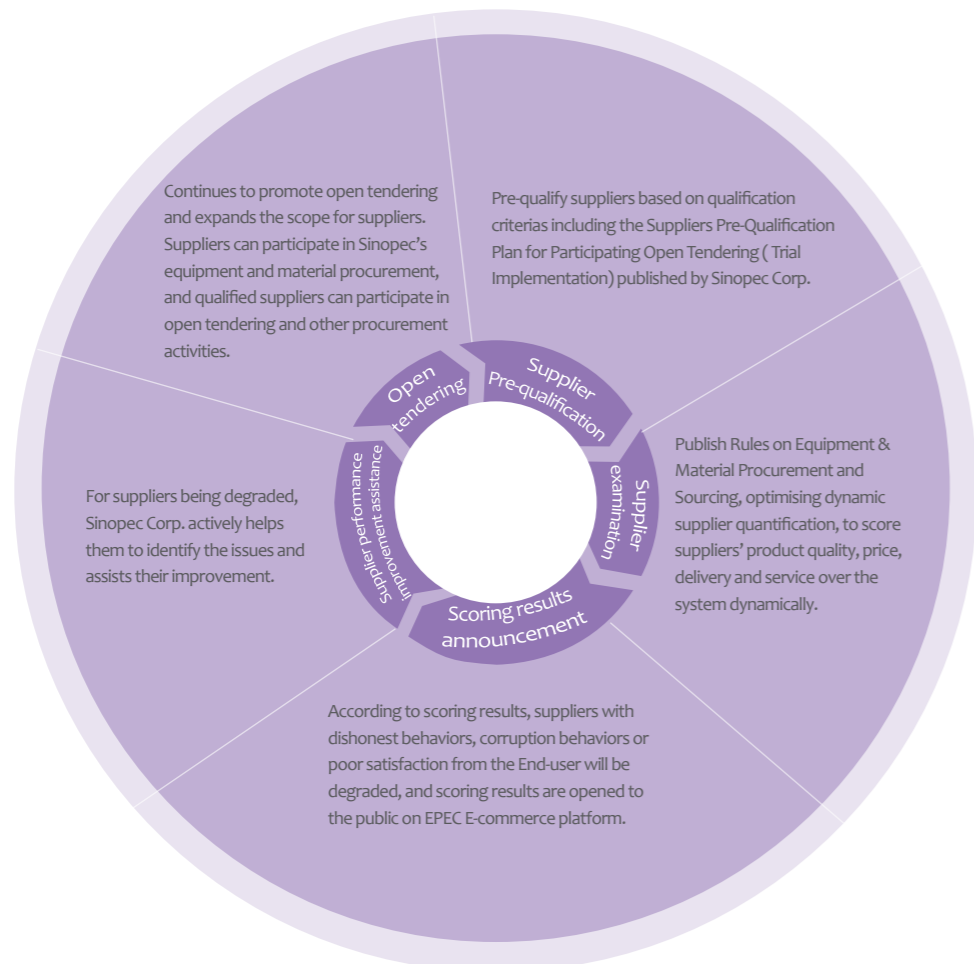 Continues to promote open tendering
and expands the scope for suppliers.
Suppliers can participate in Sinopec's
equipment and material procurement,
and qualified suppliers can participate in
open tendering and other procurement
activities.
Pre-qualify suppliers based on qualification
criterias including the Suppliers Pre-Qualification
Plan for Participating Open Tendering ( Trial
Implementation) published by Sinopec Corp.
Open
tendering
Supplier
Pre-qualification
Supplier
examination
Scoring results
announcement
Supplier performance
improvement assistance
Publish Rules on Equipment &
Material Procurement and
Sourcing, optimising dynamic
supplier quantification, to score
suppliers' product quality, price,
delivery and service over the
system dynamically.
For suppliers being degraded,
Sinopec Corp. actively helps
them to identify the issues and
assists their improvement.
According to scoring results, suppliers with
dishonest behaviors, corruption behaviors or
poor satisfaction from the End-user will be
degraded, and scoring results are opened to
the public on EPEC E-commerce platform.